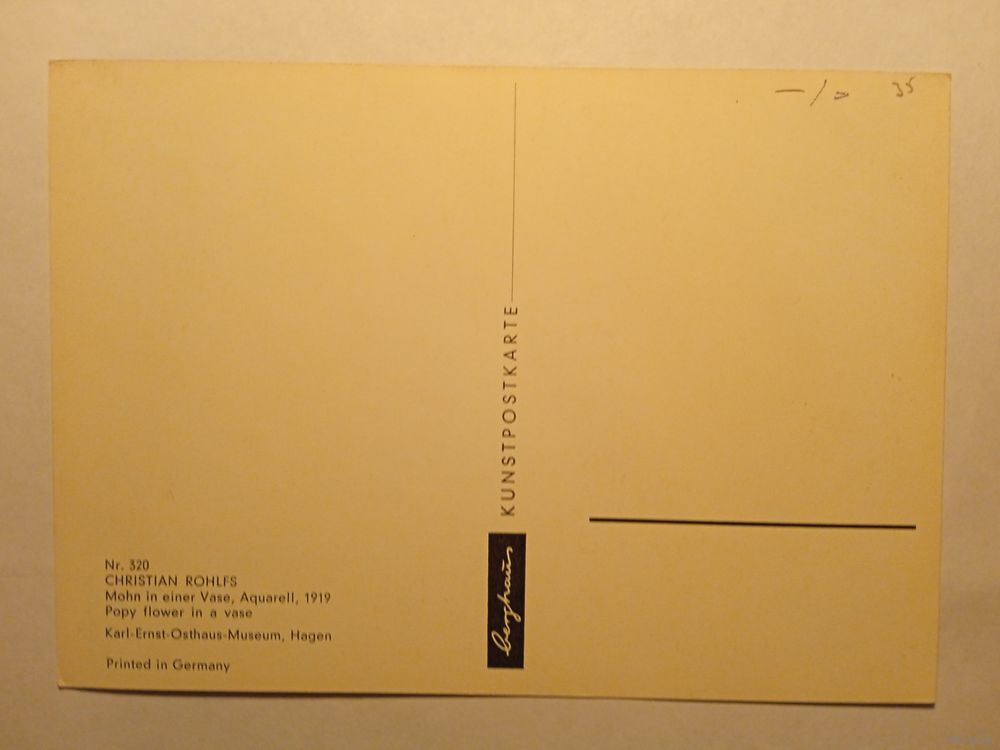 35
KUNSTPOSTKARTE
berghaus
Nr. 320
CHRISTIAN ROHLFS
Mohn in einer Vase, Aquarell, 1919
Popy flower in a vase
Karl-Ernst-Osthaus-Museum, Hagen
Printed in Germany